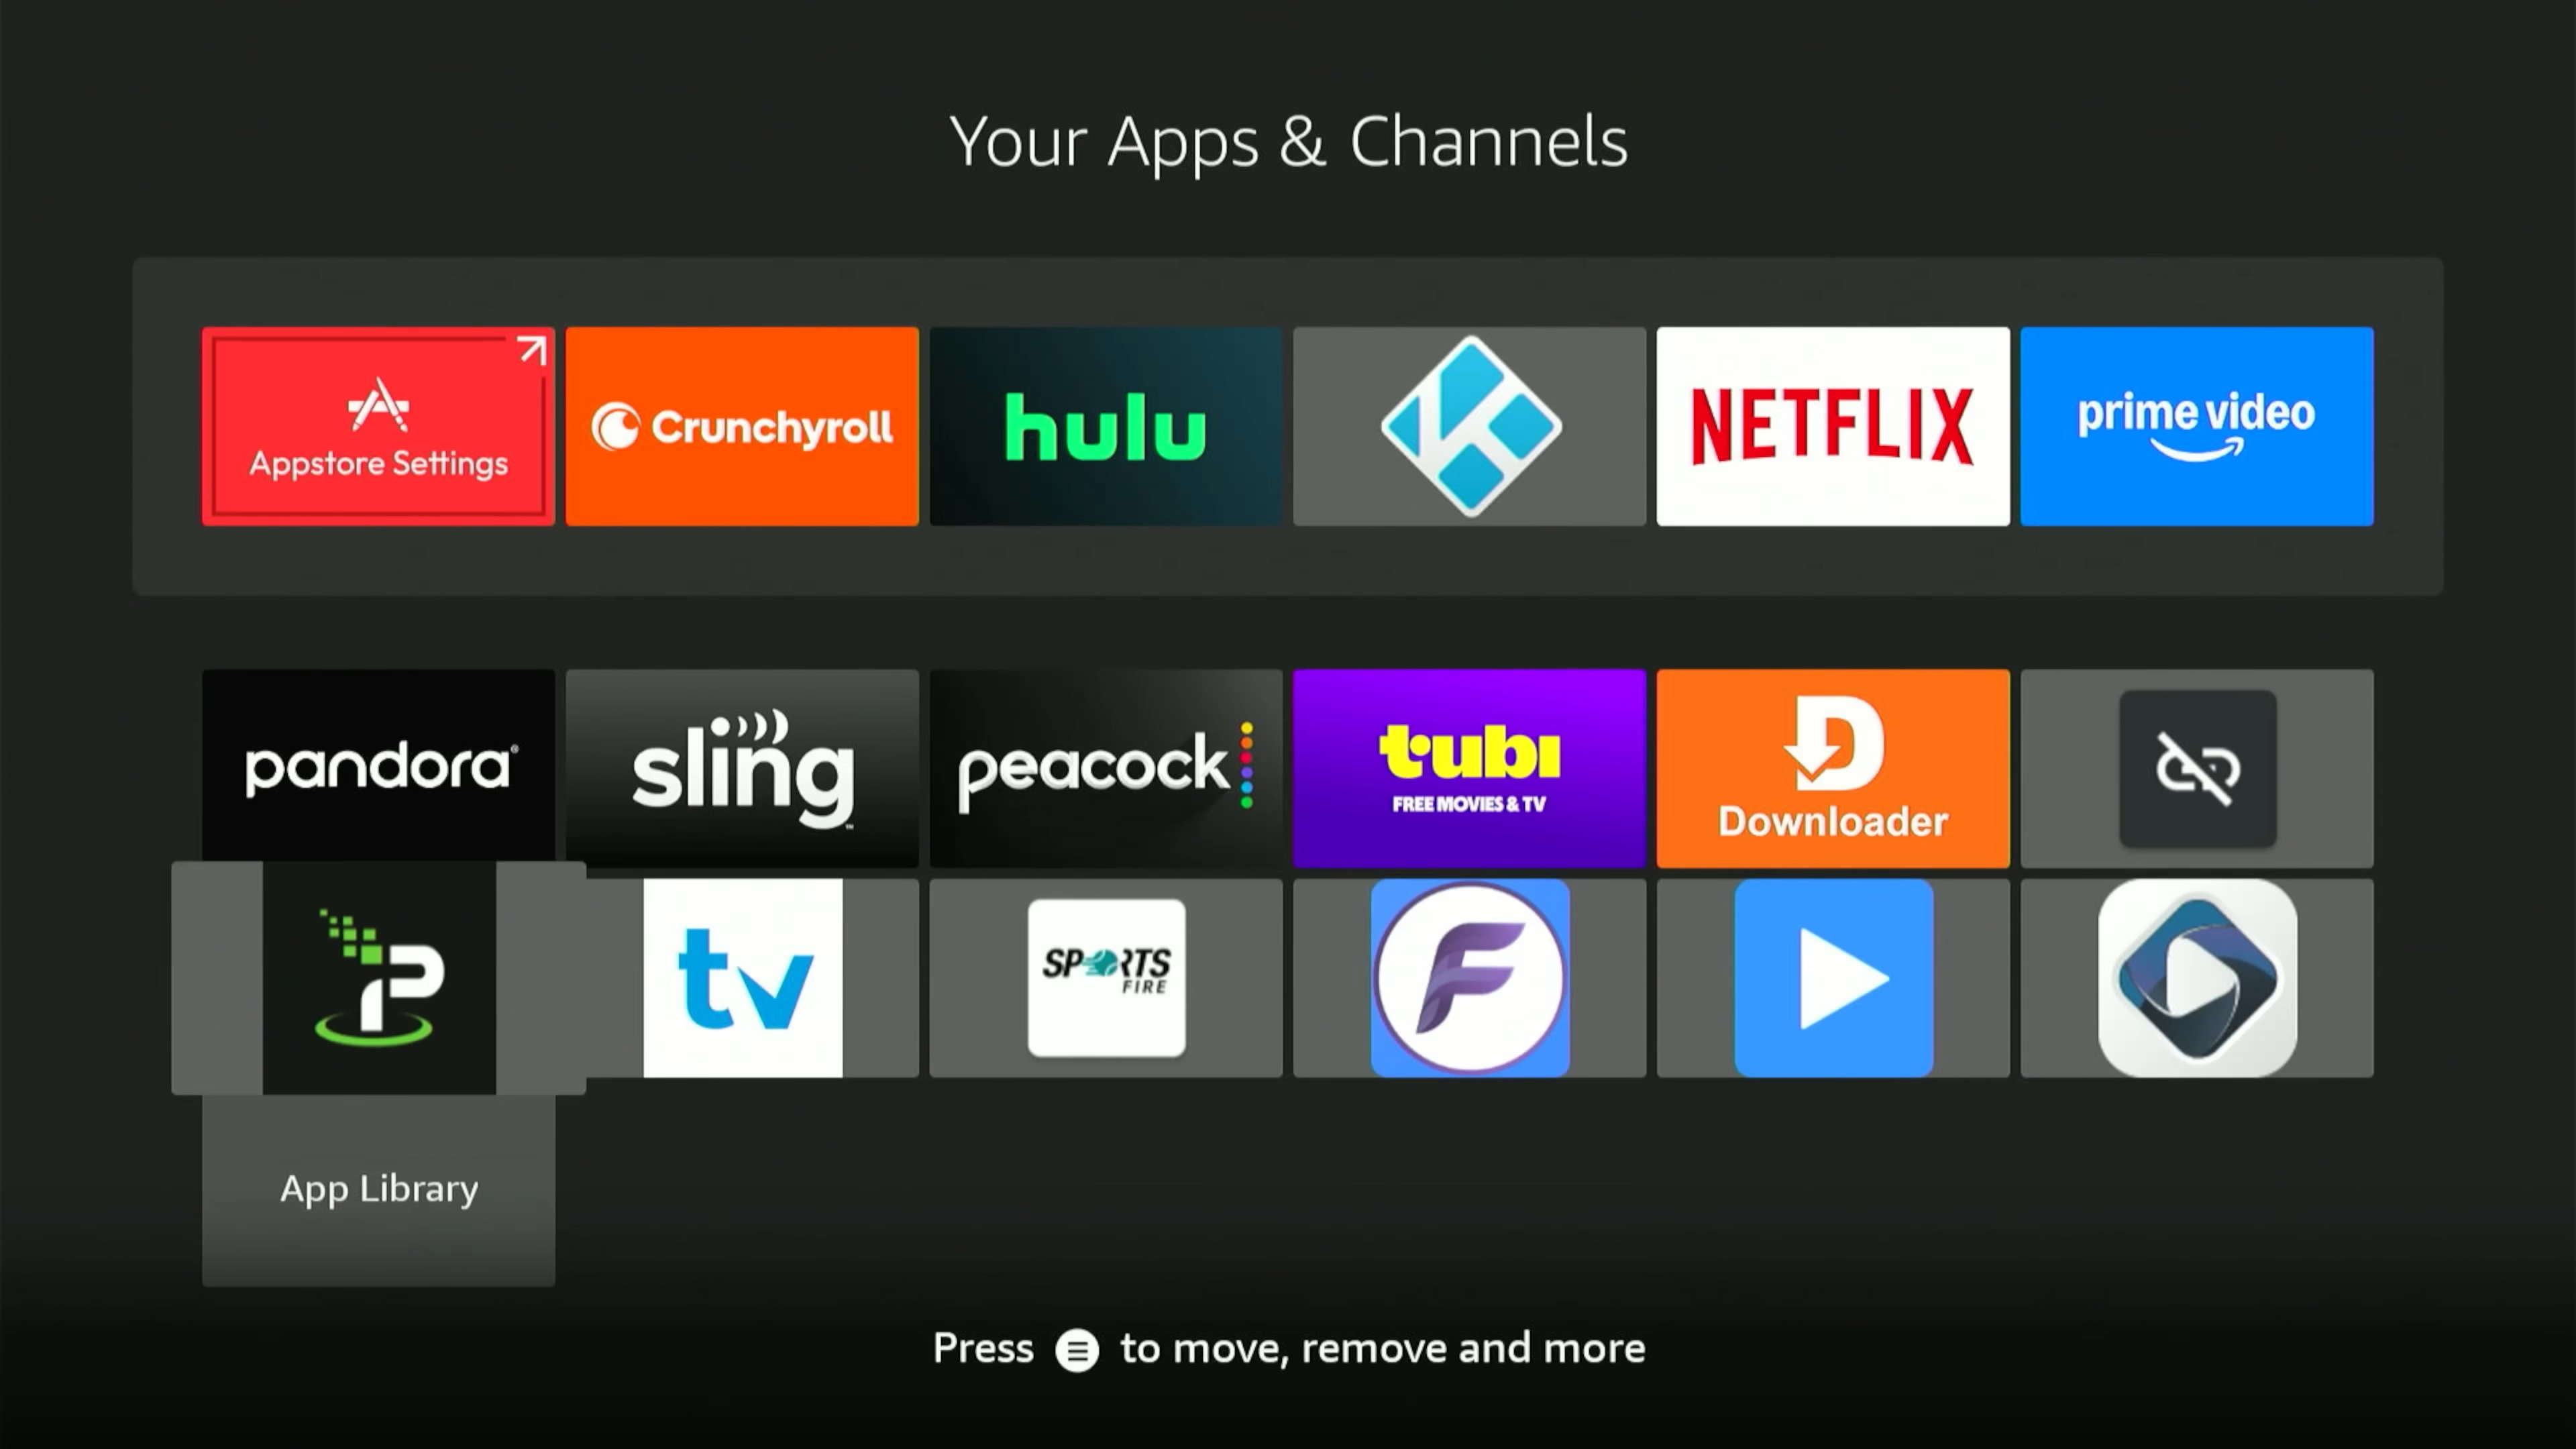 Your Apps & Channels
Appstore Settings
Crunchyroll
hulu
NETFLIX
prime video
pandora®
sling™
peacock
tubi
FREE MOVIES & TV
Downloader
tv
SPORTS
FIRE
App Library
Press to move, remove and more